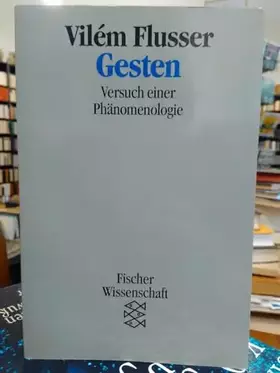 Vilém Flusser
Gesten
Versuch einer
Phänomenologie
Fischer
Wissenschaft